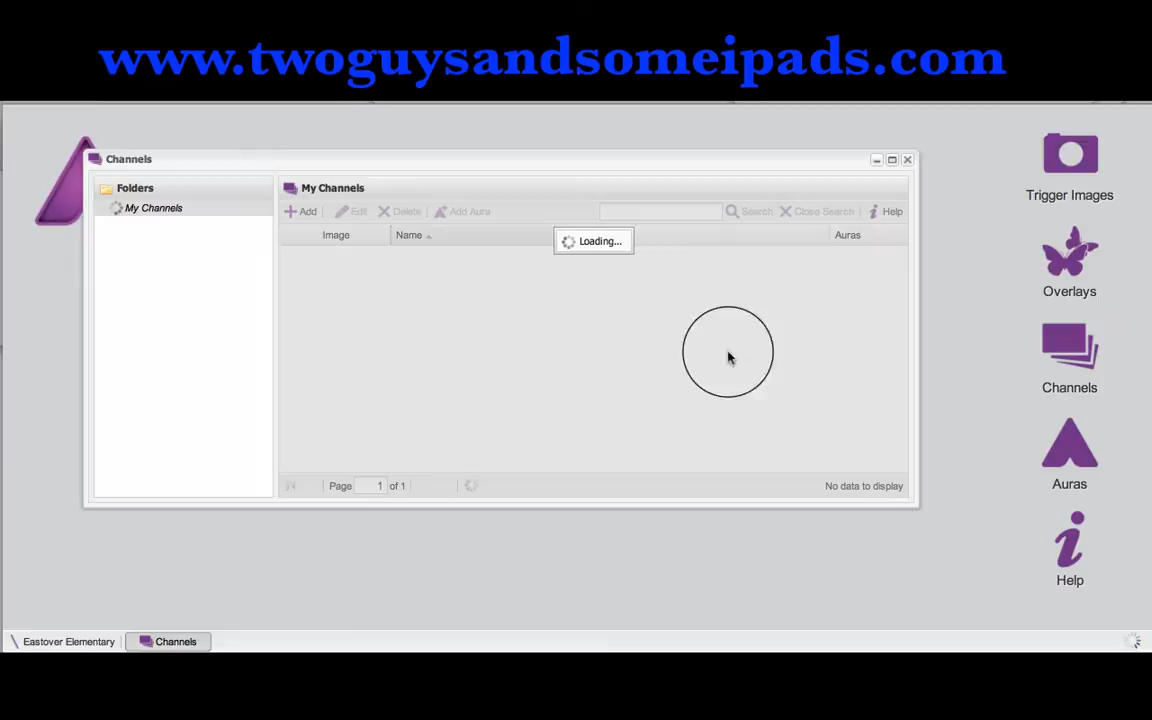 www.twoguysandsomeipads.com
Channels
Folders
My Channels
My Channels
Add Edit Delete Add Aura Search Close Search Help
Image Name Auras
Loading...
Page 1 of 1 No data to display
Trigger Images
Overlays
Channels
Auras
Help
Eastover Elementary Channels